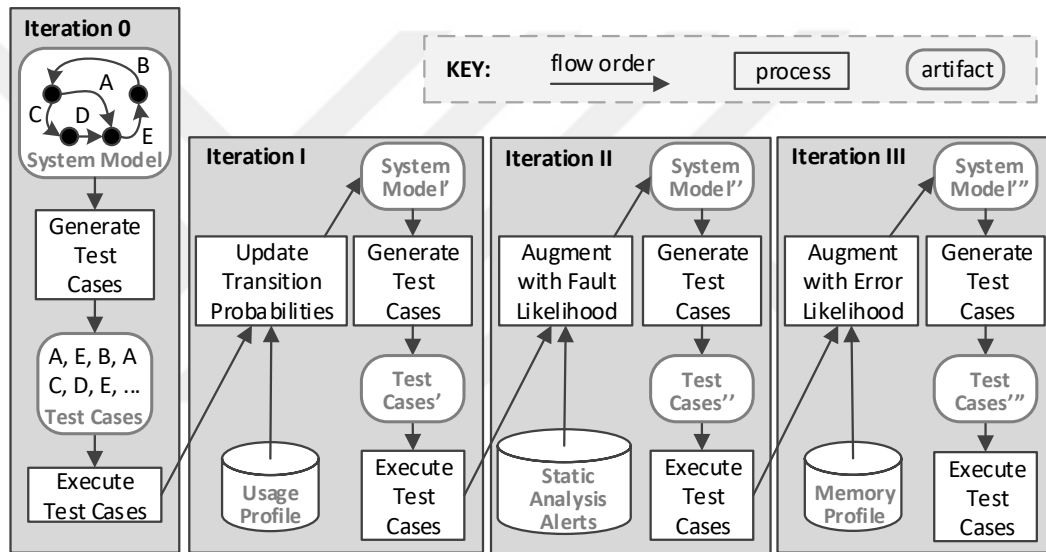 Iteration 0
B
A
C
D
E
System Model
Generate
Test
Cases
A, E, B, A
C, D, E, ...
Test Cases
Execute
Test Cases
KEY:
flow order
process
artifact
Iteration I
System
Model'
Update
Transition
Probabilities
Generate
Test
Cases
Test
Cases'
Usage
Profile
Execute
Test
Cases
Iteration II
System
Model''
Augment
with Fault
Likelihood
Generate
Test
Cases
Test
Cases''
Static
Analysis
Alerts
Execute
Test
Cases
Iteration III
System
Model'''
Augment
with Error
Likelihood
Generate
Test
Cases
Test
Cases'''
Memory
Profile
Execute
Test
Cases